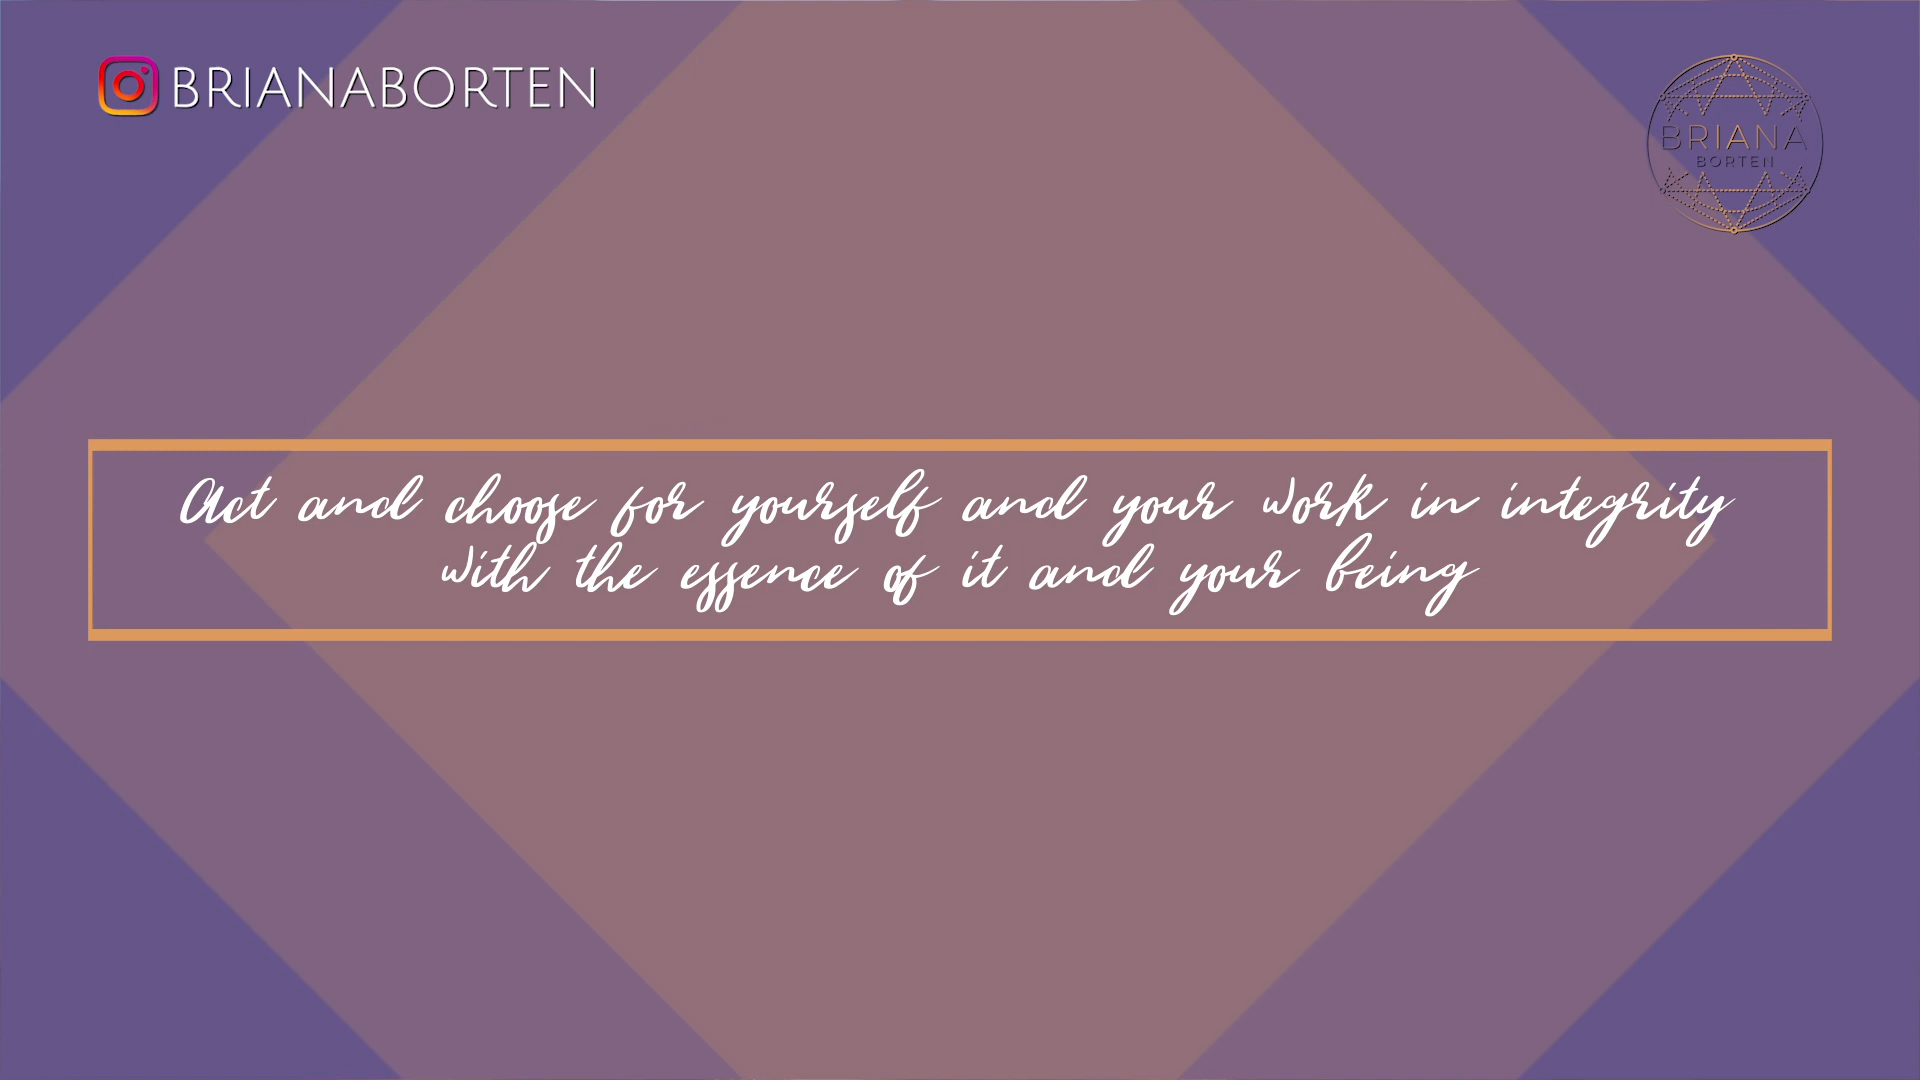 BRIANABORTEN
BRIANA
BORTEN
Act and choose for yourself and your work in integrity
with the essence of it and your being